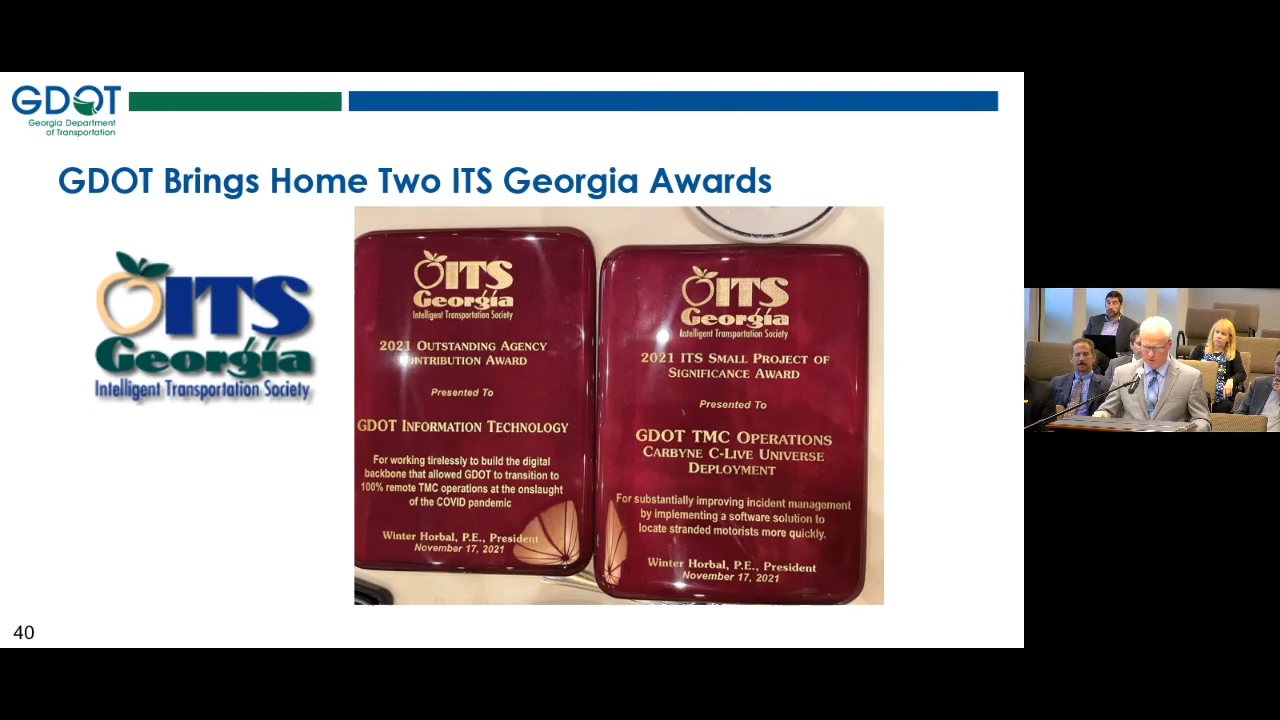 GDOT
Georgia Department
of Transportation
GDOT Brings Home Two ITS Georgia Awards
ITS
Georgia
Intelligent Transportation Society
ITS
Georgia
Intelligent Transportation Society
2021 OUTSTANDING AGENCY
CONTRIBUTION AWARD
Presented To
GDOT INFORMATION TECHNOLOGY
For working tirelessly to build the digital
backbone that allowed GDOT to transition to
100% remote TMC operations at the onslaught
of the COVID pandemic
WINTER HORBAL, P.E., PRESIDENT
November 17, 2021
ITS
Georgia
Intelligent Transportation Society
2021 ITS SMALL PROJECT OF
SIGNIFICANCE AWARD
Presented To
GDOT TMC OPERATIONS
CARBYNE C-LIVE UNIVERSE
DEPLOYMENT
For substantially improving incident management
by implementing a software solution to
locate stranded motorists more quickly.
WINTER HORBAL, P.E., PRESIDENT
November 17, 2021
40